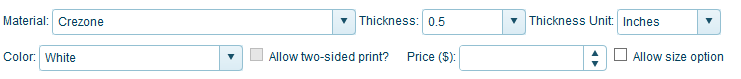 Material: Crezone Thickness: 0.5 Thickness Unit: Inches
Color: White Allow two-sided print? Price ($): Allow size option